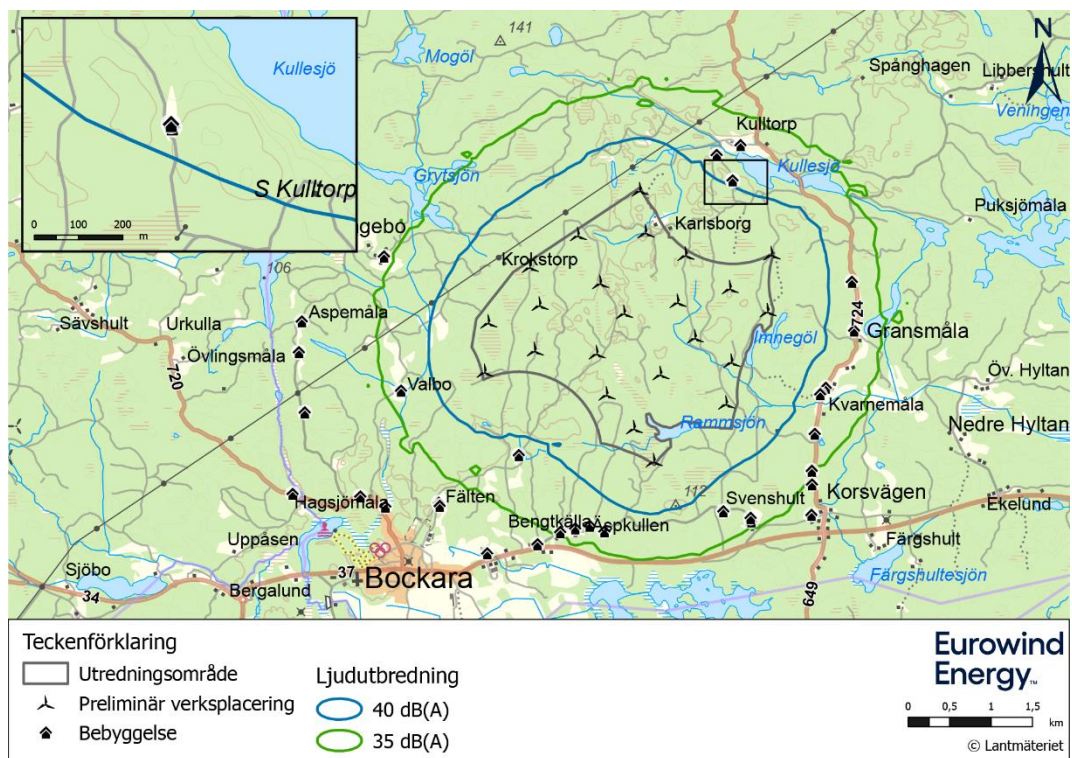 Kullesjö
S Kulltorp
0 100 200
m
141
Mogöl
N
Spånghagen
Libbershult
Veningen
Kulltorp
Kullesjö
Grytsjön
Puksjömåla
Karlsborg
gebo
Krokstorp
106
724
Aspemåla
Sävshult
Urkulla
Imnegöl
Gransmåla
Övlingsmåla
720
Öv. Hyltan
Valbo
Kvarnemåla
Rammsjön
Nedre Hyltan
112
Svenshult
Korsvägen
Hagsjömåla
Fälten
Ekelund
Bengtkälla
Äspkullen
Uppåsen
Färgshult
Sjöbo
37
Bockara
Färgshultesjön
34
Bergalund
649
Teckenförklaring
Utredningsområde
Preliminär verksplacering
Bebyggelse
Ljudutbredning
40 dB(A)
35 dB(A)
Eurowind
Energy™
0 0,5 1 1,5
km
© Lantmäteriet